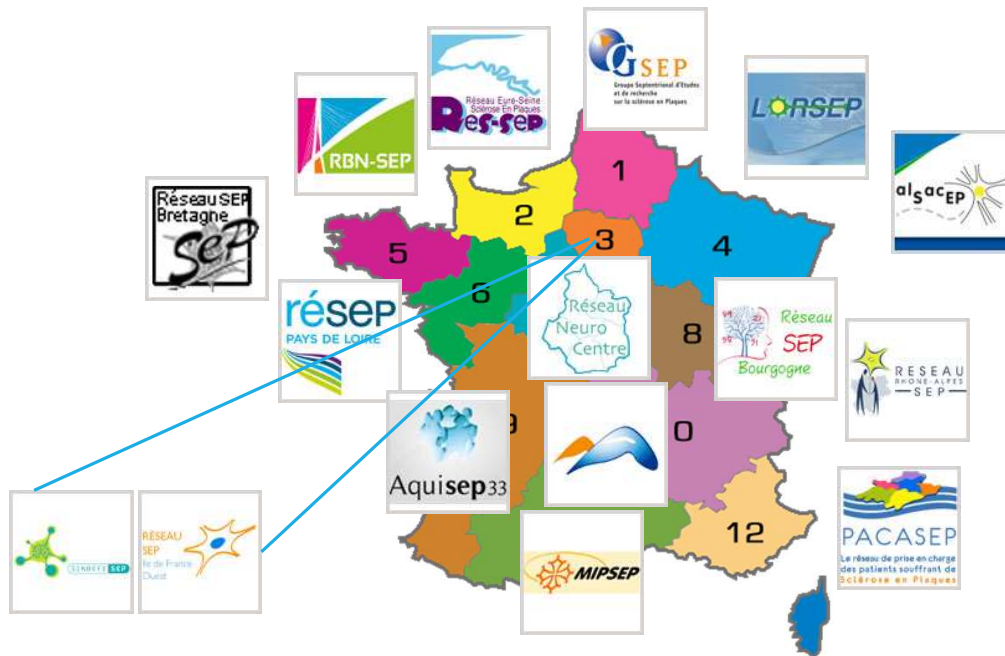 GSEP
Groupe Septentrional d'Etudes
et de recherche
sur la sclérose en Plaques
Réseau Eure-Seine
Sclérose En Plaques
Res-sep
RBN-SEP
LORSEP
alsacEP
Réseau SEP
Bretagne
SeP
1
2
3
4
5
6
8
9
0
12
résep
PAYS DE LOIRE
Réseau
Neuro
Centre
Réseau
SEP
Bourgogne
RESEAU
RHONE-ALPES
SEP
Aquisep33
MIPSEP
PACASEP
Le réseau de prise en charge
des patients souffrant de
Sclérose en Plaques
SINDEFI SEP
RÉSEAU
SEP
Ile de France
Ouest